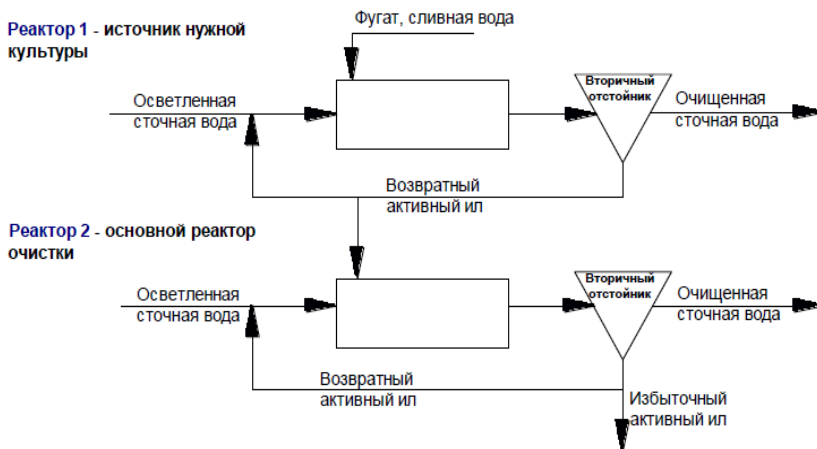 Фугат, сливная вода
Реактор 1 - источник нужной
культуры
Вторичный
отстойник
Осветленная
сточная вода
Очищенная
сточная вода
Возвратный
активный ил
Реактор 2 - основной реактор
очистки
Вторичный
отстойник
Осветленная
сточная вода
Очищенная
сточная вода
Возвратный
активный ил
Избыточный
активный ил